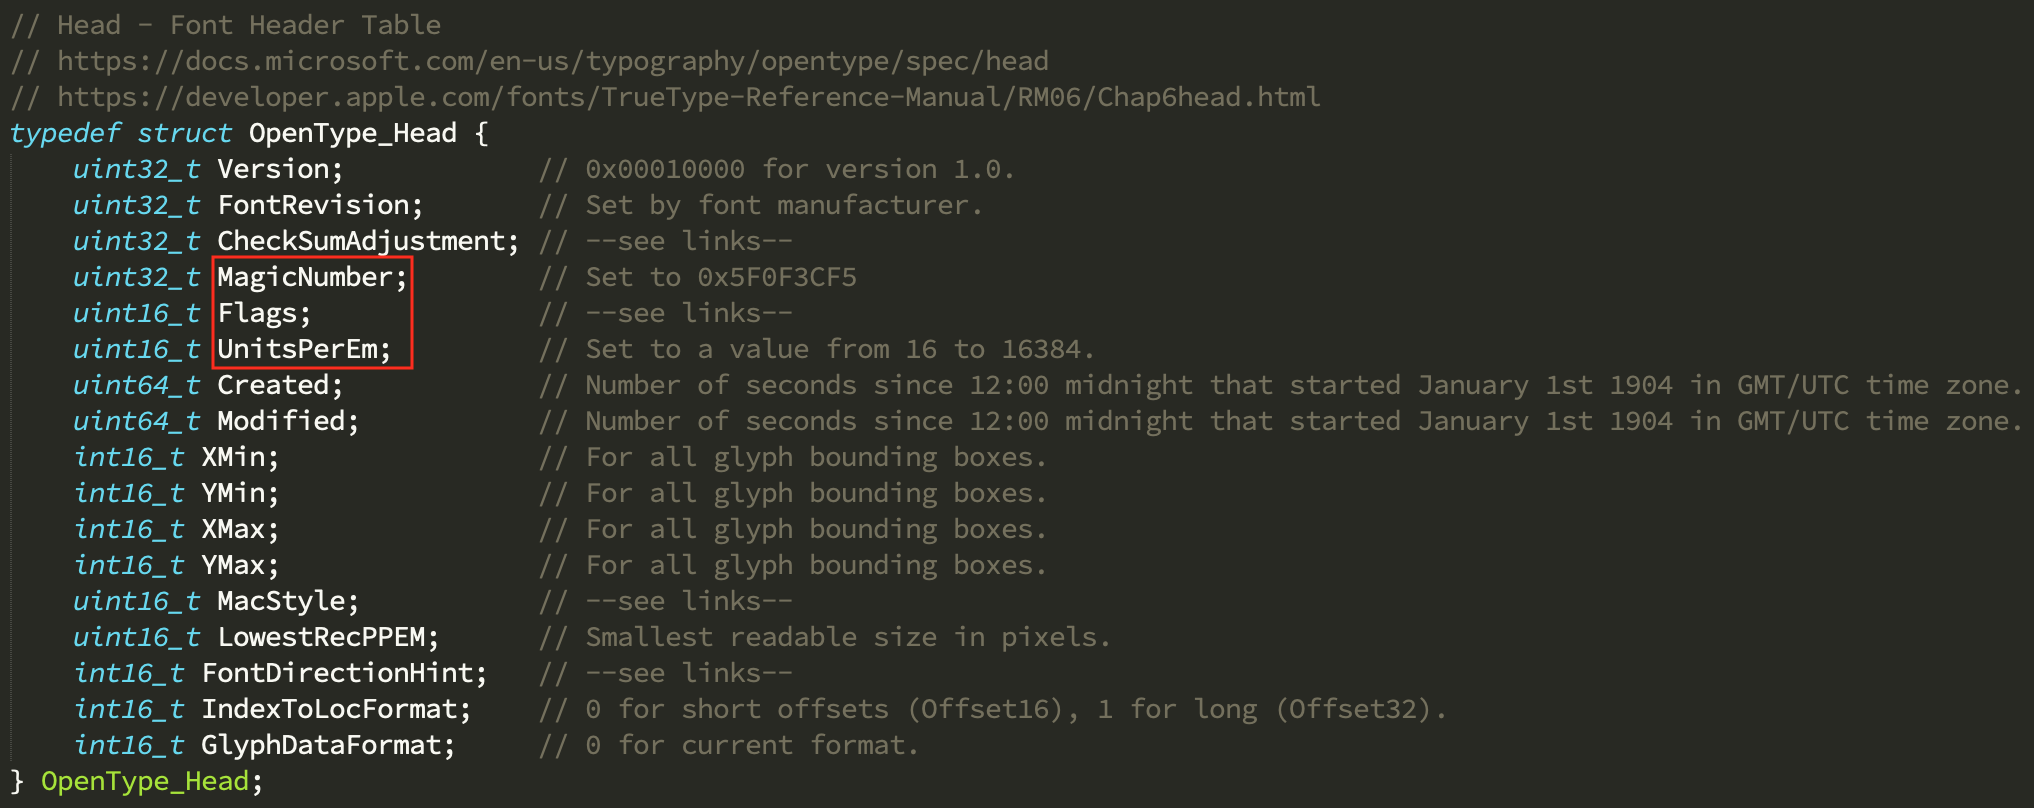 // Head - Font Header Table
// https://docs.microsoft.com/en-us/typography/opentype/spec/head
// https://developer.apple.com/fonts/TrueType-Reference-Manual/RM06/Chap6head.html
typedef struct OpenType_Head {
    uint32_t Version;            // 0x00010000 for version 1.0.
    uint32_t FontRevision;       // Set by font manufacturer.
    uint32_t CheckSumAdjustment; // --see links--
    uint32_t MagicNumber;        // Set to 0x5F0F3CF5
    uint16_t Flags;              // --see links--
    uint16_t UnitsPerEm;         // Set to a value from 16 to 16384.
    uint64_t Created;            // Number of seconds since 12:00 midnight that started January 1st 1904 in GMT/UTC time zone.
    uint64_t Modified;           // Number of seconds since 12:00 midnight that started January 1st 1904 in GMT/UTC time zone.
    int16_t XMin;                // For all glyph bounding boxes.
    int16_t YMin;                // For all glyph bounding boxes.
    int16_t XMax;                // For all glyph bounding boxes.
    int16_t YMax;                // For all glyph bounding boxes.
    uint16_t MacStyle;           // --see links--
    uint16_t LowestRecPPEM;      // Smallest readable size in pixels.
    int16_t FontDirectionHint;   // --see links--
    int16_t IndexToLocFormat;    // 0 for short offsets (Offset16), 1 for long (Offset32).
    int16_t GlyphDataFormat;     // 0 for current format.
} OpenType_Head;